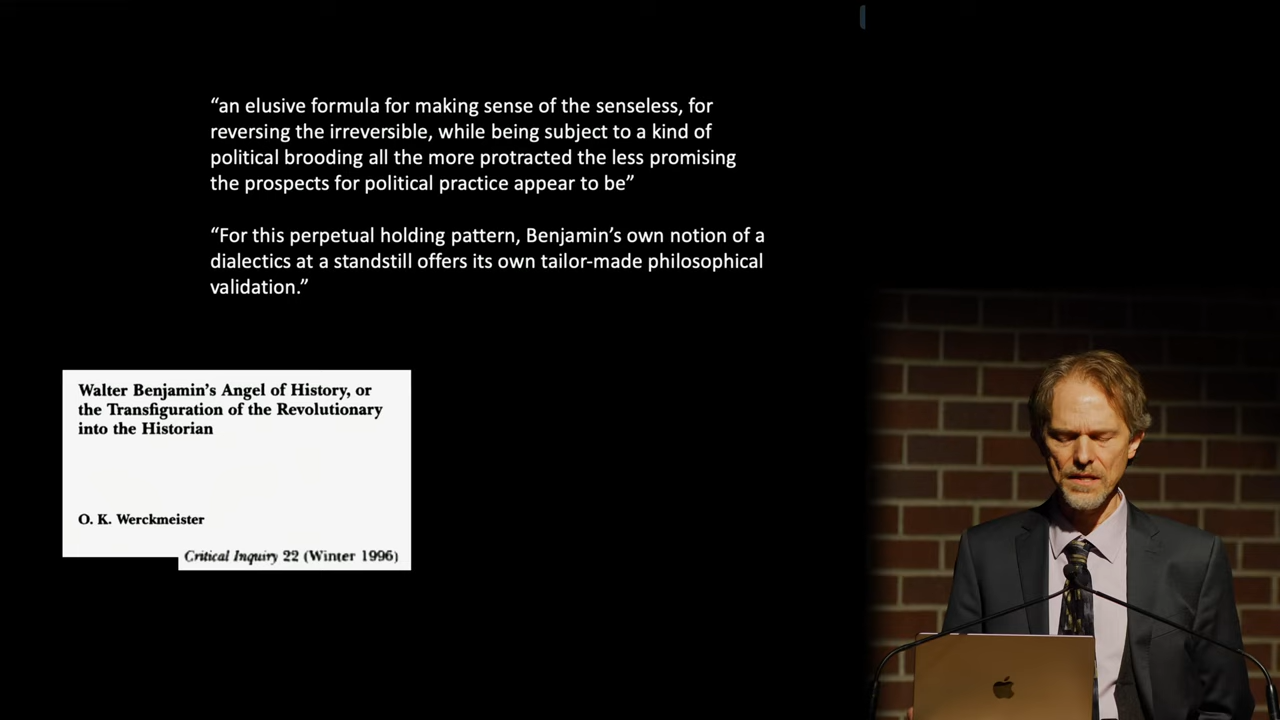 “an elusive formula for making sense of the senseless, for
reversing the irreversible, while being subject to a kind of
political brooding all the more protracted the less promising
the prospects for political practice appear to be”
“For this perpetual holding pattern, Benjamin’s own notion of a
dialectics at a standstill offers its own tailor-made philosophical
validation.”
Walter Benjamin’s Angel of History, or
the Transfiguration of the Revolutionary
into the Historian
O. K. Werckmeister
Critical Inquiry 22 (Winter 1996)